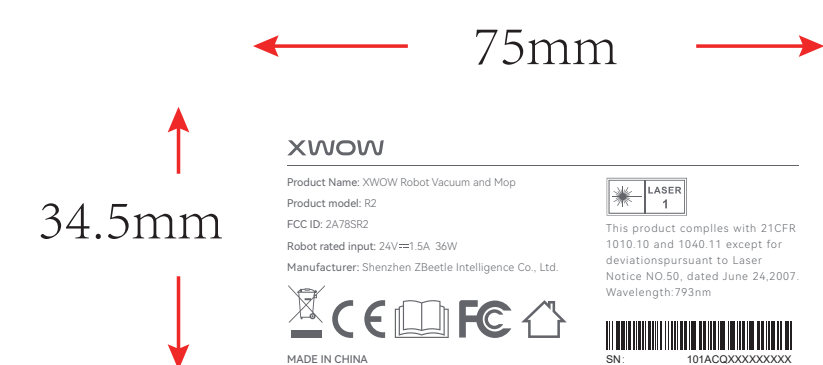 75mm
34.5mm
XWOW
Product Name: XWOW Robot Vacuum and Mop
Product model: R2
FCC ID: 2A78SR2
Robot rated input: 24V⎓1.5A 36W
Manufacturer: Shenzhen ZBeetle Intelligence Co., Ltd.
CE FC
MADE IN CHINA
LASER
1
This product complles with 21CFR
1010.10 and 1040.11 except for
deviationspursuant to Laser
Notice NO.50, dated June 24,2007.
Wavelength:793nm
SN: 101ACQXXXXXXXXX